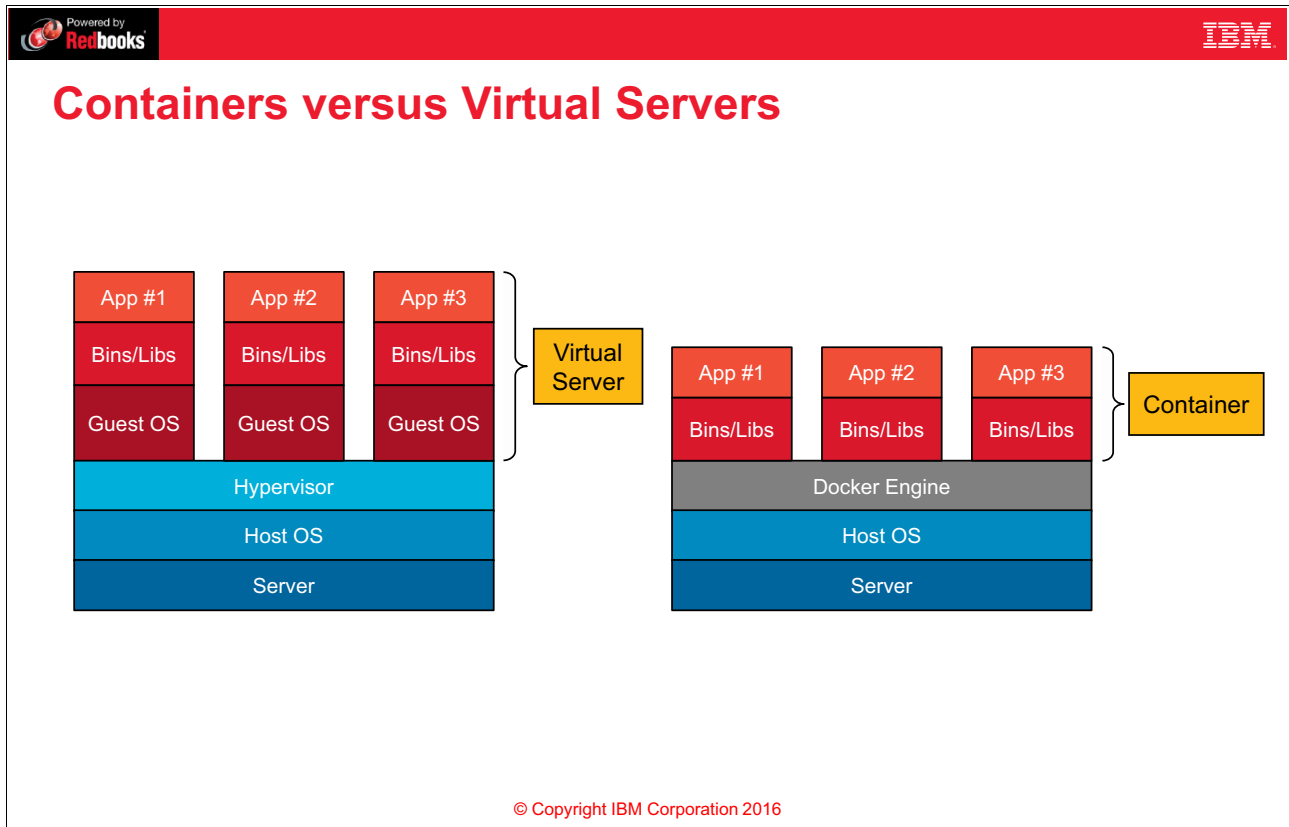 Powered by
Redbooks
IBM.
Containers versus Virtual Servers
App #1
App #2
App #3
Bins/Libs
Bins/Libs
Bins/Libs
Guest OS
Guest OS
Guest OS
Virtual
Server
Hypervisor
Host OS
Server
App #1
App #2
App #3
Bins/Libs
Bins/Libs
Bins/Libs
Container
Docker Engine
Host OS
Server
© Copyright IBM Corporation 2016